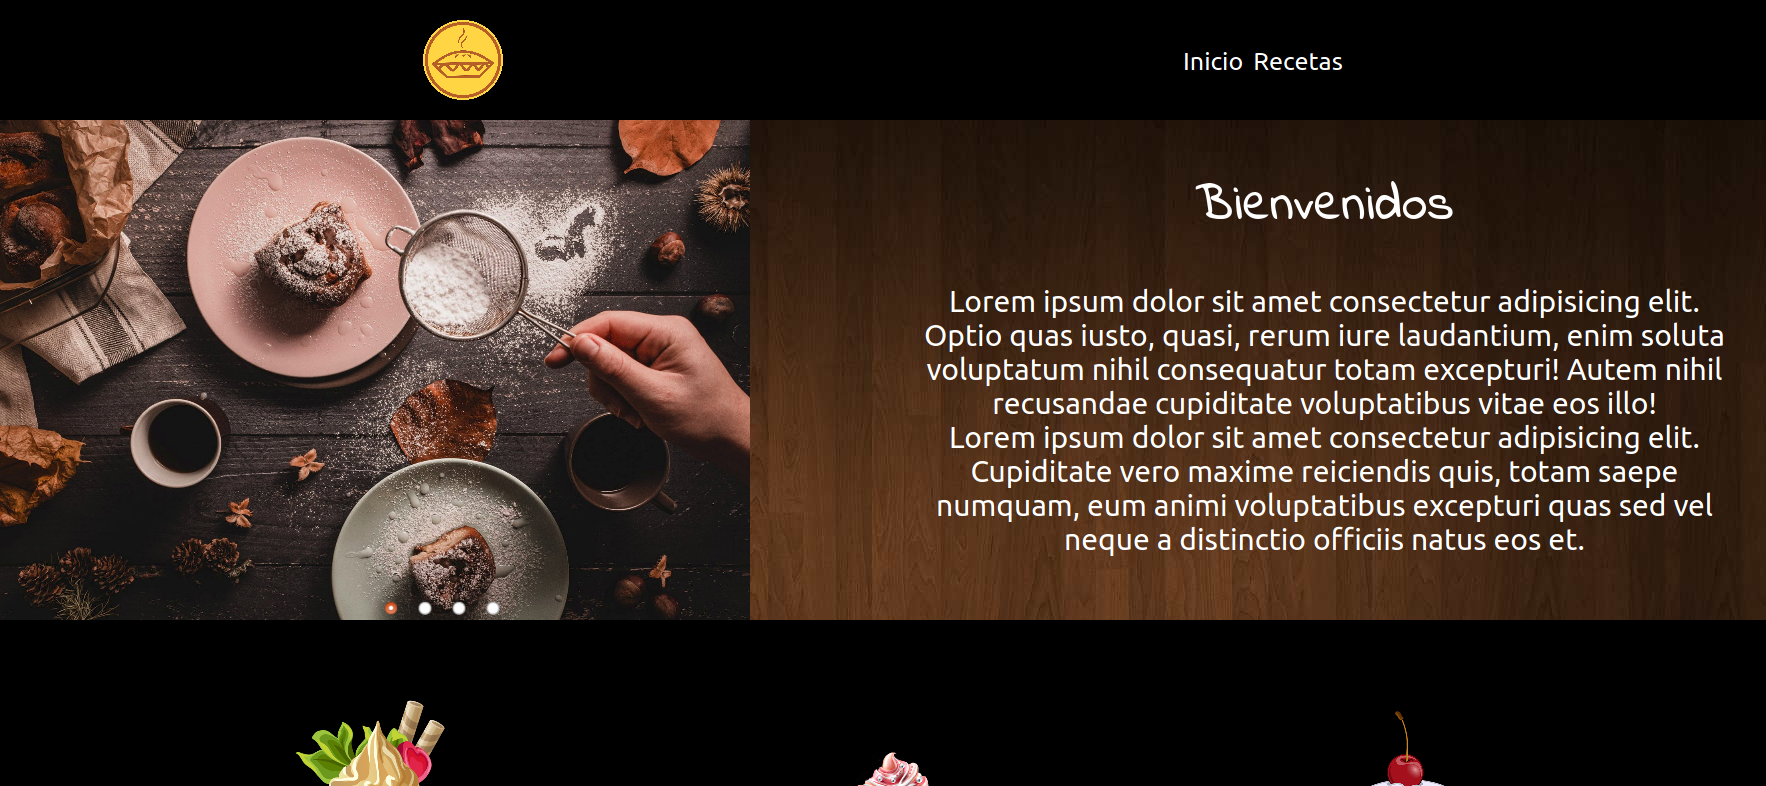 Inicio Recetas
Bienvenidos
Lorem ipsum dolor sit amet consectetur adipisicing elit.
Optio quas iusto, quasi, rerum iure laudantium, enim soluta
voluptatum nihil consequatur totam excepturi! Autem nihil
recusandae cupiditate voluptatibus vitae eos illo!
Lorem ipsum dolor sit amet consectetur adipisicing elit.
Cupiditate vero maxime reiciendis quis, totam saepe
numquam, eum animi voluptatibus excepturi quas sed vel
neque a distinctio officiis natus eos et.